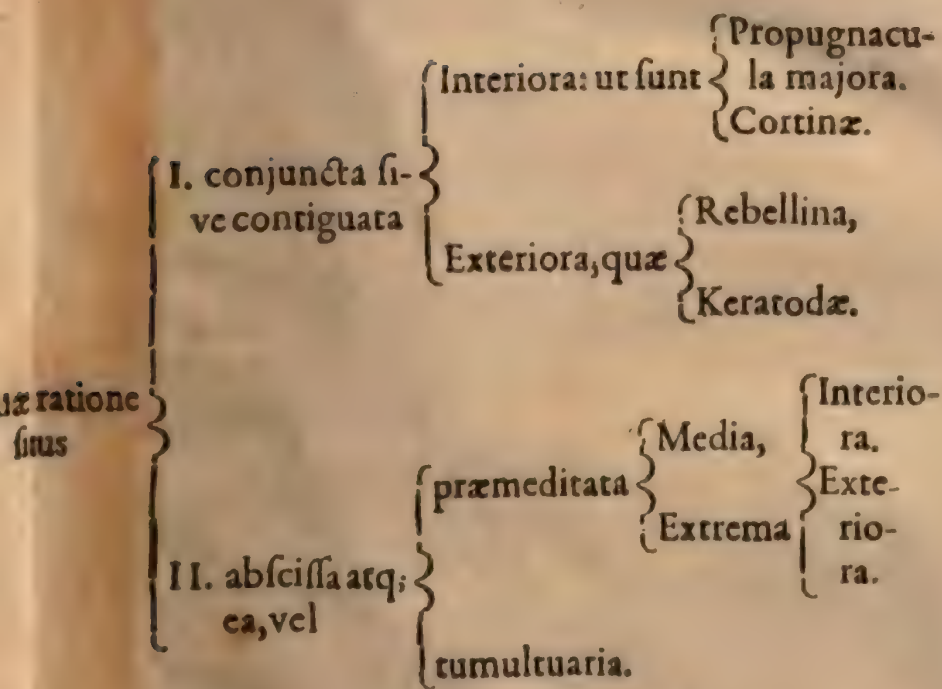 Propugnacu-
Interiora: ut ſunt
la majora.
Cortinæ.
I. conjuncta ſi-
ve contiguata
Rebellina,
Exteriora, quæ
Keratodæ.
ratione
ſitus
Interio-
ra.
Media,
præmeditata
Exte-
rio-
ra.
Extrema
II. abſciſſa atq;
ea, vel
tumultuaria.